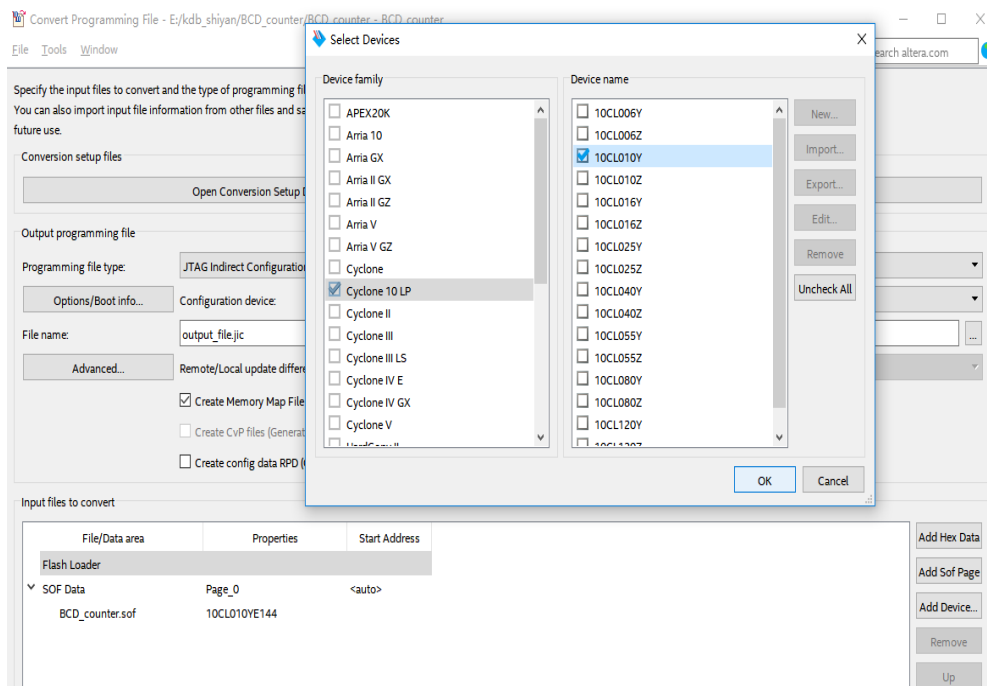 Convert Programming File - E:/kdb_shiyan/BCD_counter/BCD_counter - BCD_counter
File Tools Window
earch altera.com
Specify the input files to convert and the type of programming fil
You can also import input file information from other files and sa
future use.
Conversion setup files
Open Conversion Setup D
Output programming file
Programming file type:
JTAG Indirect Configuration
Options/Boot info...
Configuration device:
File name:
output_file.jic
...
Advanced...
Remote/Local update differe
Create Memory Map File
Create CvP files (Generat
Create config data RPD (
Input files to convert
File/Data area Properties Start Address
Flash Loader
SOF Data Page_0 <auto>
BCD_counter.sof 10CL010YE144
Add Hex Data
Add Sof Page
Add Device...
Remove
Up
Select Devices
Device family
APEX20K
Arria 10
Arria GX
Arria II GX
Arria II GZ
Arria V
Arria V GZ
Cyclone
Cyclone 10 LP
Cyclone II
Cyclone III
Cyclone III LS
Cyclone IV E
Cyclone IV GX
Cyclone V
HardCopy II
Device name
10CL006Y
10CL006Z
10CL010Y
10CL010Z
10CL016Y
10CL016Z
10CL025Y
10CL025Z
10CL040Y
10CL040Z
10CL055Y
10CL055Z
10CL080Y
10CL080Z
10CL120Y
10CL120Z
New...
Import...
Export...
Edit...
Remove
Uncheck All
OK
Cancel